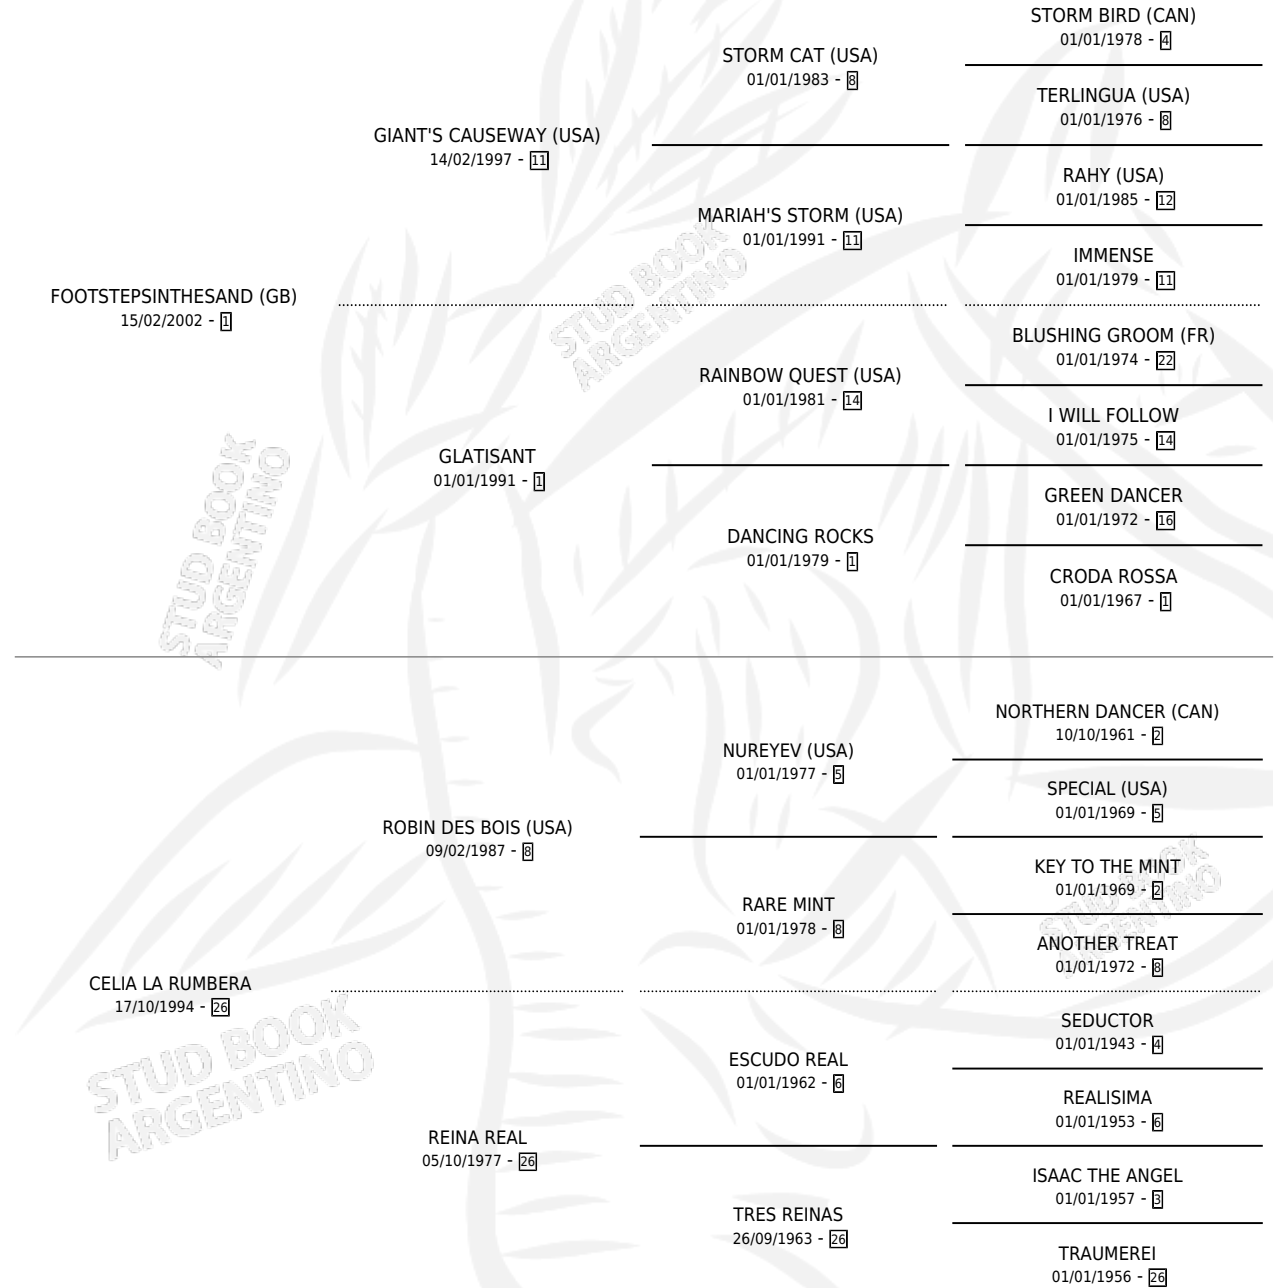 STORM BIRD (CAN)
01/01/1978 - 4
STORM CAT (USA)
01/01/1983 - 8
TERLINGUA (USA)
01/01/1976 - 8
GIANT'S CAUSEWAY (USA)
14/02/1997 - 11
RAHY (USA)
01/01/1985 - 12
MARIAH'S STORM (USA)
01/01/1991 - 11
IMMENSE
01/01/1979 - 11
FOOTSTEPSINTHESAND (GB)
15/02/2002 - 1
BLUSHING GROOM (FR)
01/01/1974 - 22
RAINBOW QUEST (USA)
01/01/1981 - 14
I WILL FOLLOW
01/01/1975 - 14
GLATISANT
01/01/1991 - 1
GREEN DANCER
01/01/1972 - 16
DANCING ROCKS
01/01/1979 - 1
CRODA ROSSA
01/01/1967 - 1
NORTHERN DANCER (CAN)
10/10/1961 - 2
NUREYEV (USA)
01/01/1977 - 5
SPECIAL (USA)
01/01/1969 - 5
ROBIN DES BOIS (USA)
09/02/1987 - 8
KEY TO THE MINT
01/01/1969 - 2
RARE MINT
01/01/1978 - 8
ANOTHER TREAT
01/01/1972 - 8
CELIA LA RUMBERA
17/10/1994 - 26
SEDUCTOR
01/01/1943 - 4
ESCUDO REAL
01/01/1962 - 6
REALISIMA
01/01/1953 - 6
REINA REAL
05/10/1977 - 26
ISAAC THE ANGEL
01/01/1957 - 3
TRES REINAS
26/09/1963 - 26
TRAUMEREI
01/01/1956 - 26
STUD BOOK
ARGENTINO
STUD BOOK
ARGENTINO
STUD BOOK
ARGENTINO
STUD BOOK
ARGENTINO